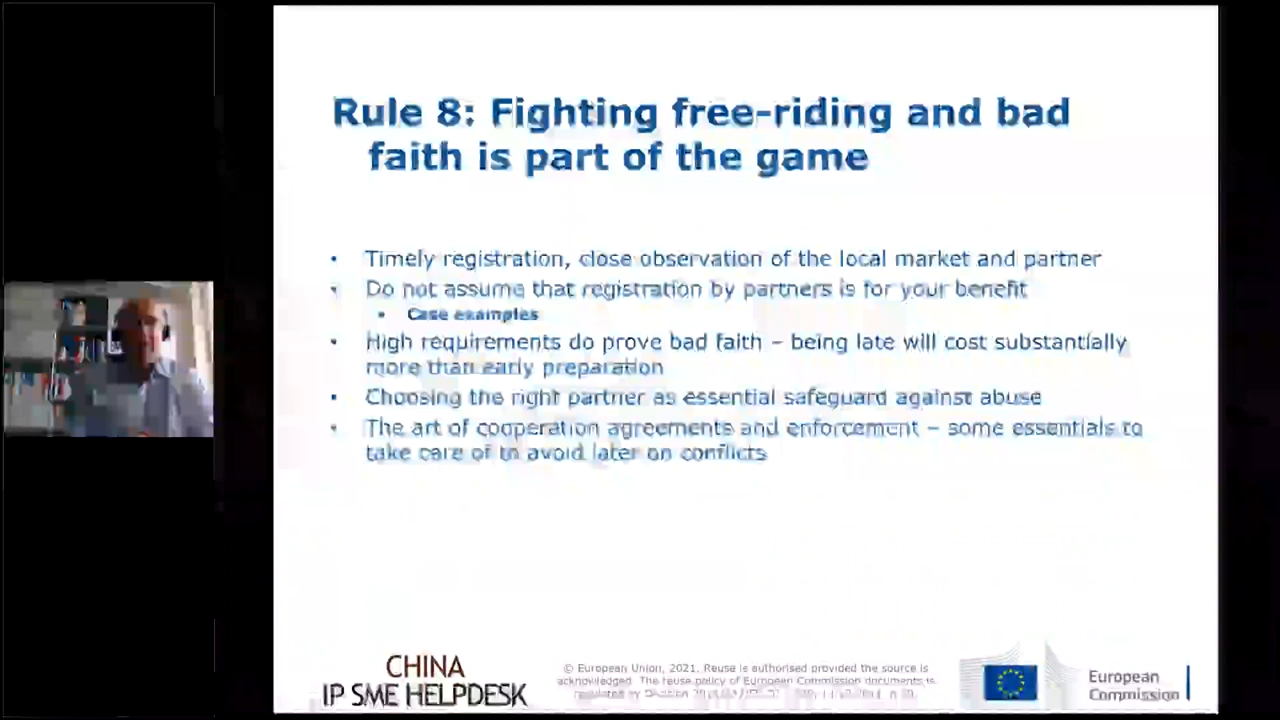 Rule 8: Fighting free-riding and bad
faith is part of the game
• Timely registration, close observation of the local market and partner
• Do not assume that registration by partners is for your benefit
• Case examples
• High requirements do prove bad faith – being late will cost substantially
more than early preparation
• Choosing the right partner as essential safeguard against abuse
• The art of cooperation agreements and enforcement – some essentials to
take care of to avoid later on conflicts
CHINA
IP SME HELPDESK
© European Union, 2021. Reuse is authorised provided the source is
acknowledged. The reuse policy of European Commission documents is
regulated by Decision
European
Commission